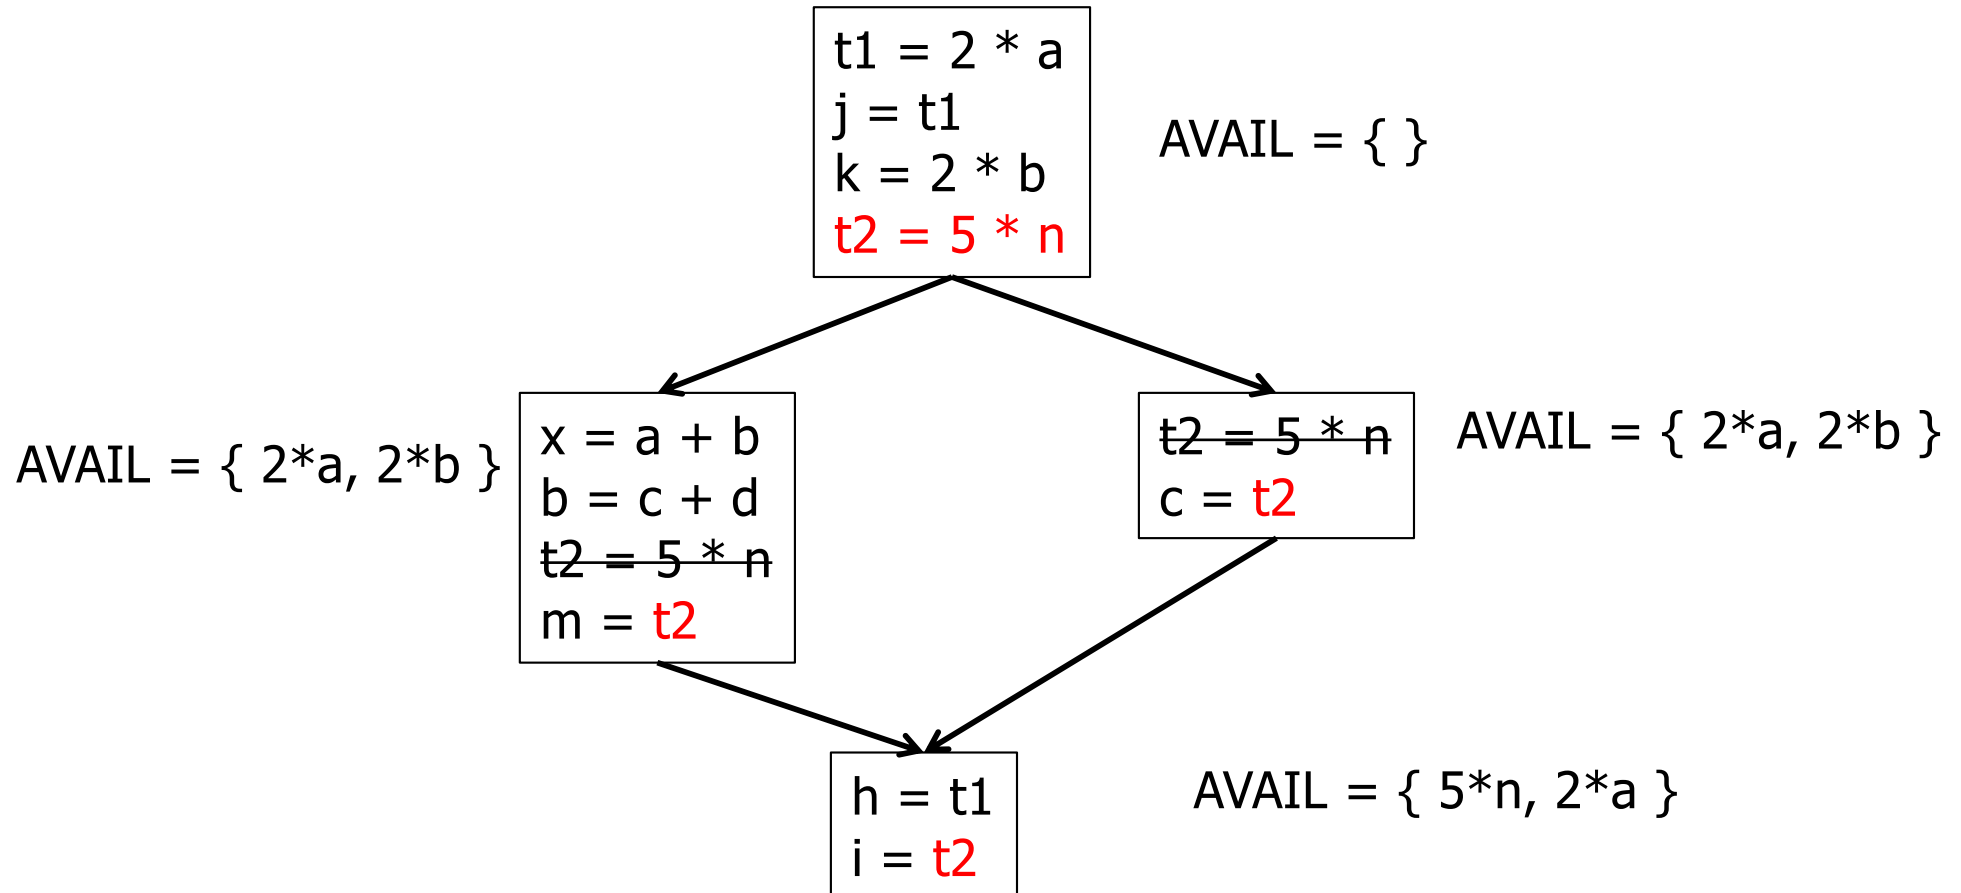 t1 = 2 * a
j = t1
k = 2 * b
t2 = 5 * n
AVAIL = { }
AVAIL = { 2*a, 2*b }
x = a + b
b = c + d
t2 = 5 * n
m = t2
t2 = 5 * n
c = t2
AVAIL = { 2*a, 2*b }
h = t1
i = t2
AVAIL = { 5*n, 2*a }